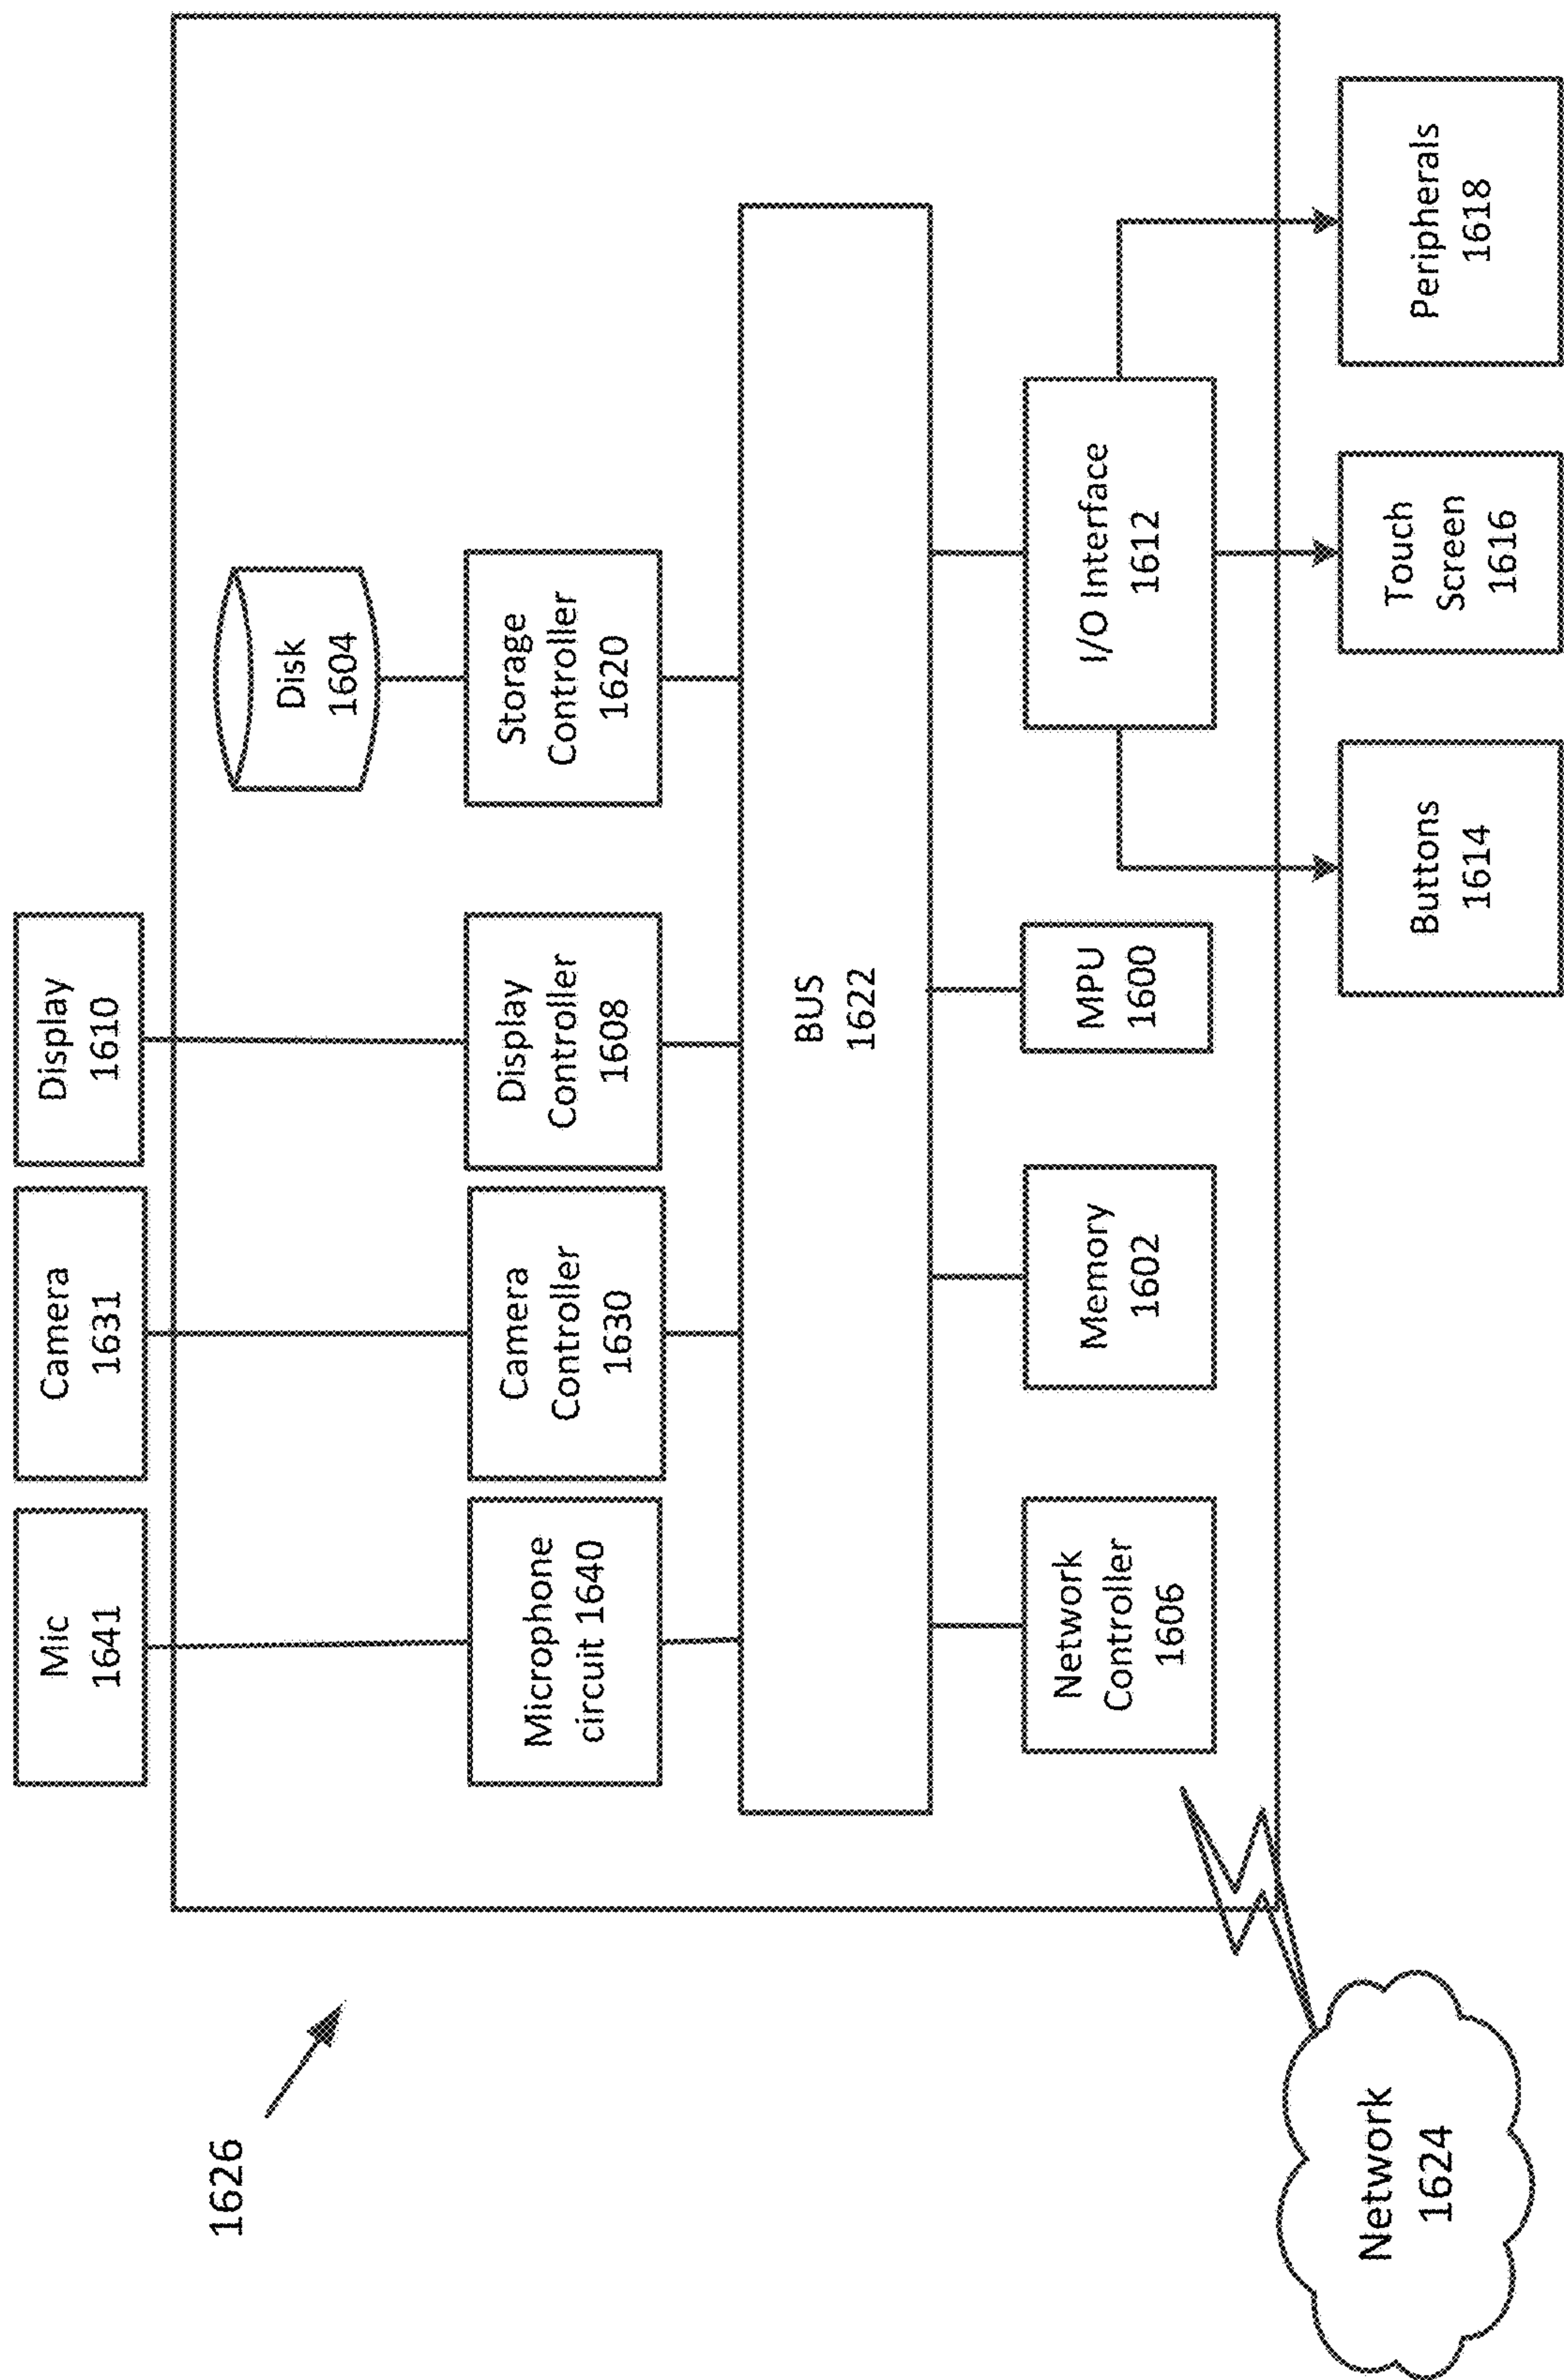 1626
Mic
1641
Camera
1631
Display
1610
Disk
1604
Microphone
circuit 1640
Camera
Controller
1630
Display
Controller
1608
Storage
Controller
1620
BUS
1622
Network
Controller
1606
Memory
1602
MPU
1600
I/O Interface
1612
Network
1624
Buttons
1614
Touch
Screen
1616
Peripherals
1618